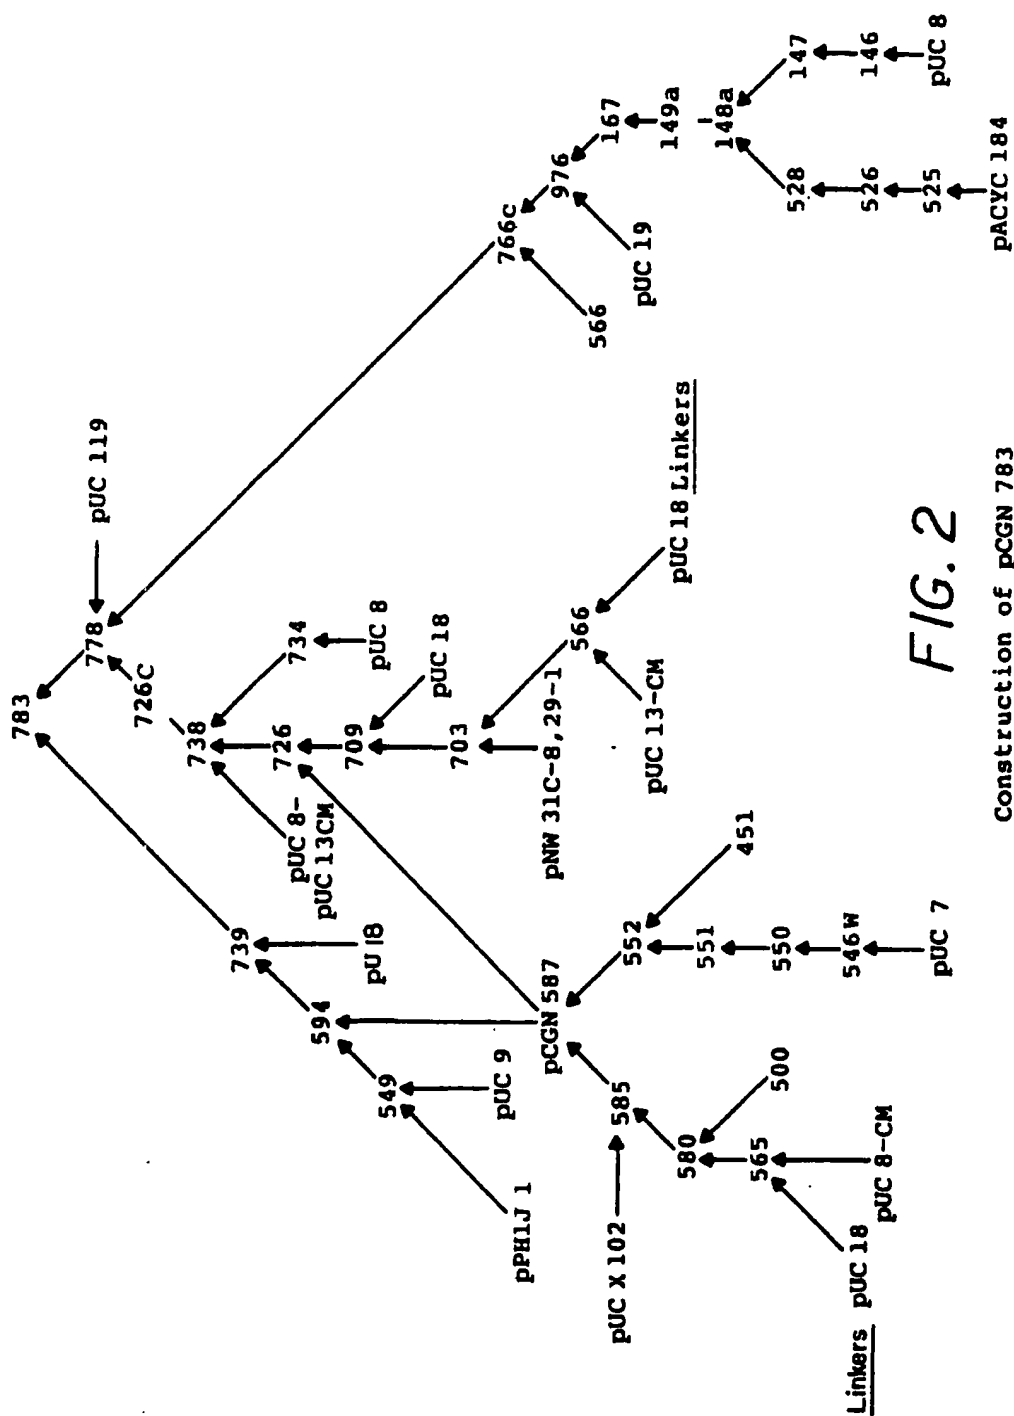 783
778
pUC 119
726C
739
738
734
pUC 8
pUC 8-
pUC 13CM
pU 18
594
726
709
pUC 18
549
pUC 9
pPH1J 1
766c
976
566
pUC 19
167
149a
148a
147
146
pUC 8
528
526
525
pACYC 184
703
pNW 31C-8, 29-1
566
pUC 13-CM
pUC 18 Linkers
pCGN 587
585
552
451
551
550
546W
pUC 7
pUC X 102
580
500
565
pUC 8-CM
Linkers pUC 18
FIG. 2
Construction of pCGN 783